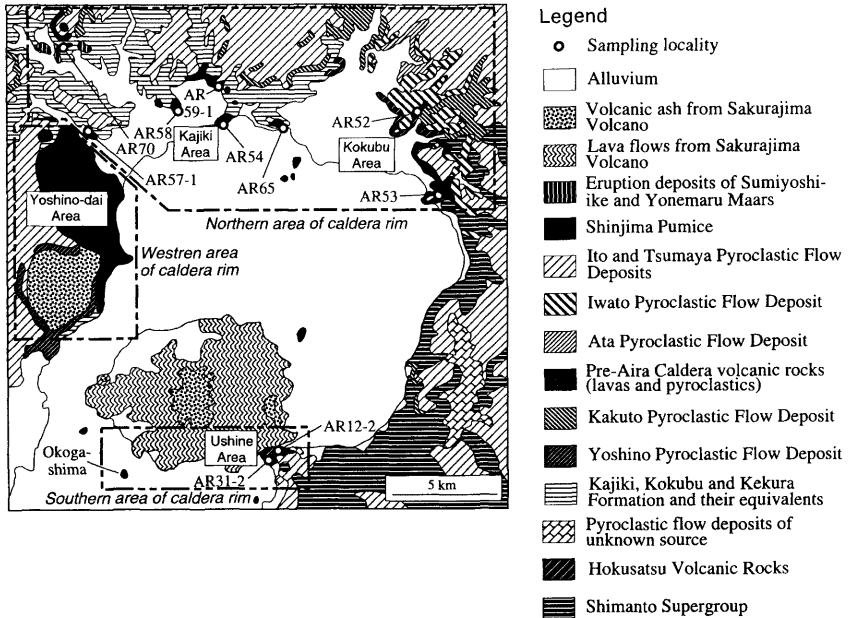 AR
59-1
AR58
Kajiki
Area
AR70
AR54
AR57-1
AR65
AR52
Kokubu
Area
AR53
Yoshino-dai
Area
Northern area of caldera rim
Westren area
of caldera rim
AR12-2
Ushine
Area
Okoga-
shima
AR31-2
Southern area of caldera rim
5 km
Legend
Sampling locality
Alluvium
Volcanic ash from Sakurajima
Volcano
Lava flows from Sakurajima
Volcano
Eruption deposits of Sumiyoshi-
ike and Yonemaru Maars
Shinjima Pumice
Ito and Tsumaya Pyroclastic Flow
Deposits
Iwato Pyroclastic Flow Deposit
Ata Pyroclastic Flow Deposit
Pre-Aira Caldera volcanic rocks
(lavas and pyroclastics)
Kakuto Pyroclastic Flow Deposit
Yoshino Pyroclastic Flow Deposit
Kajiki, Kokubu and Kekura
Formation and their equivalents
Pyroclastic flow deposits of
unknown source
Hokusatsu Volcanic Rocks
Shimanto Supergroup